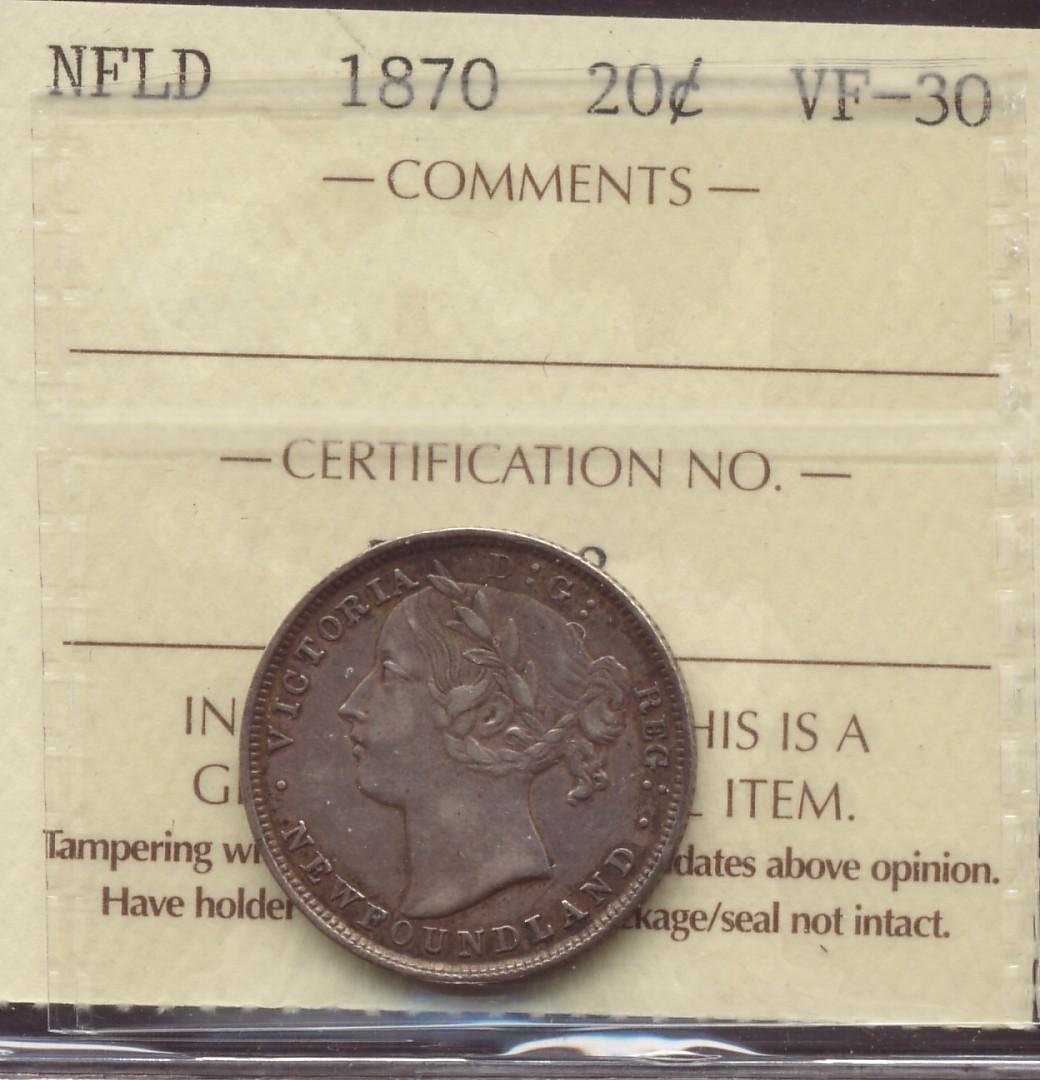 NFLD 1870 20¢ VF-30
— COMMENTS —
— CERTIFICATION NO. —
VICTORIA D:G: REG:
• NEWFOUNDLAND •
IN HIS IS A
G ITEM.
Tampering dates above opinion.
Have holder kage/seal not intact.